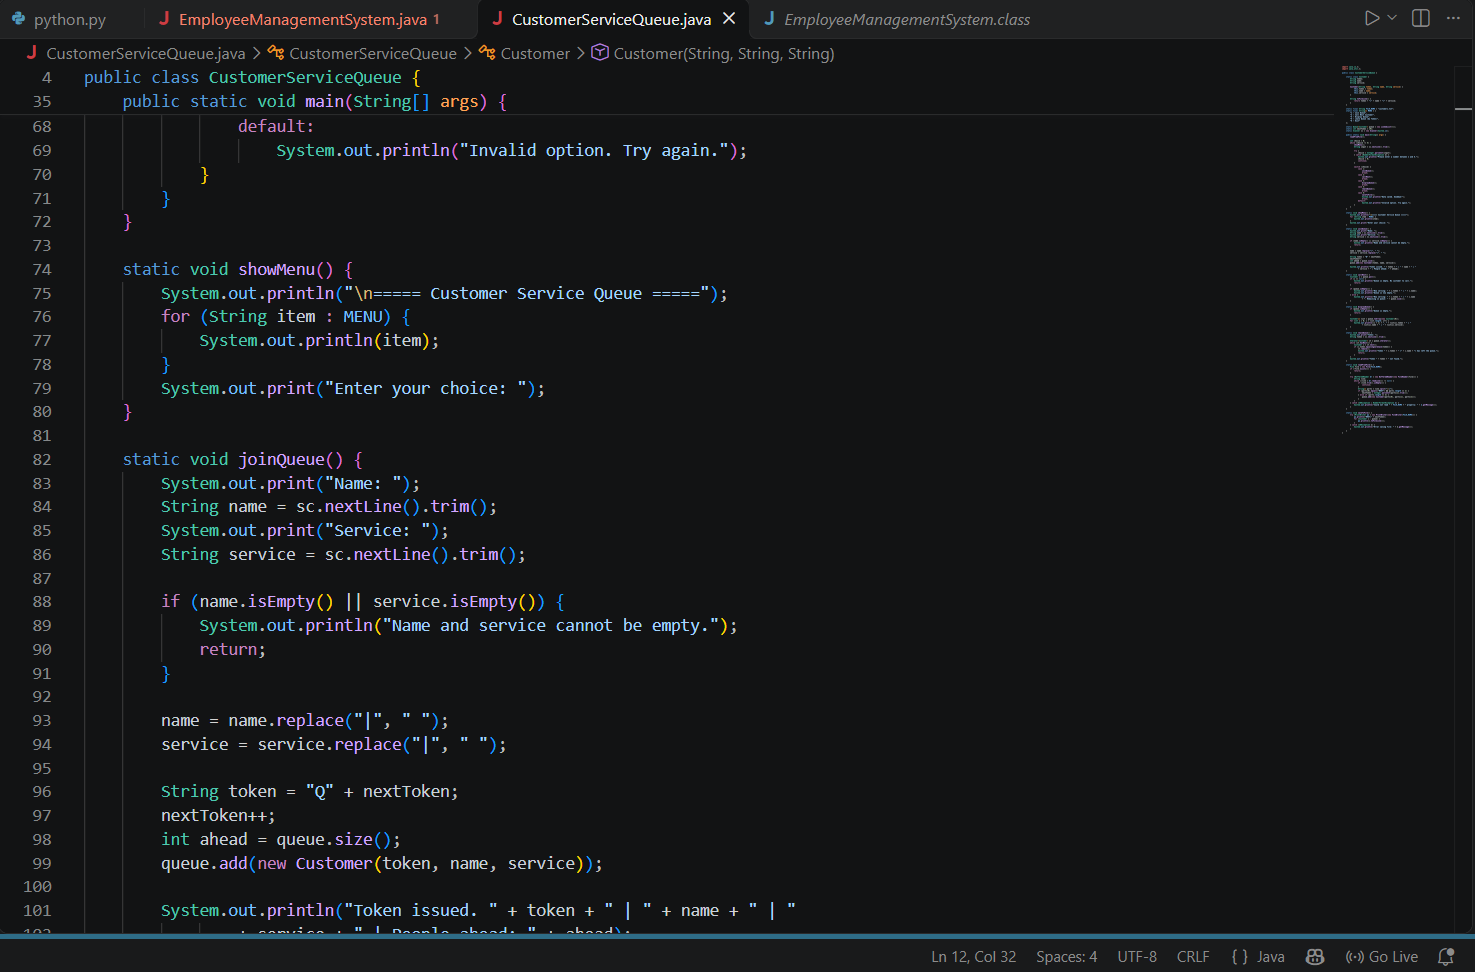 python.py EmployeeManagementSystem.java 1 CustomerServiceQueue.java EmployeeManagementSystem.class
CustomerServiceQueue.java > CustomerServiceQueue > Customer > Customer(String, String, String)
4 public class CustomerServiceQueue {
35 public static void main(String[] args) {
68 default:
69 System.out.println("Invalid option. Try again.");
70 }
71 }
72 }
73
74 static void showMenu() {
75 System.out.println("\n===== Customer Service Queue =====");
76 for (String item : MENU) {
77 System.out.println(item);
78 }
79 System.out.print("Enter your choice: ");
80 }
81
82 static void joinQueue() {
83 System.out.print("Name: ");
84 String name = sc.nextLine().trim();
85 System.out.print("Service: ");
86 String service = sc.nextLine().trim();
87
88 if (name.isEmpty() || service.isEmpty()) {
89 System.out.println("Name and service cannot be empty.");
90 return;
91 }
92
93 name = name.replace("|", " ");
94 service = service.replace("|", " ");
95
96 String token = "Q" + nextToken;
97 nextToken++;
98 int ahead = queue.size();
99 queue.add(new Customer(token, name, service));
100
101 System.out.println("Token issued. " + token + " | " + name + " | "
102 + service + " | People ahead: " + ahead);
Ln 12, Col 32 Spaces: 4 UTF-8 CRLF { } Java Go Live